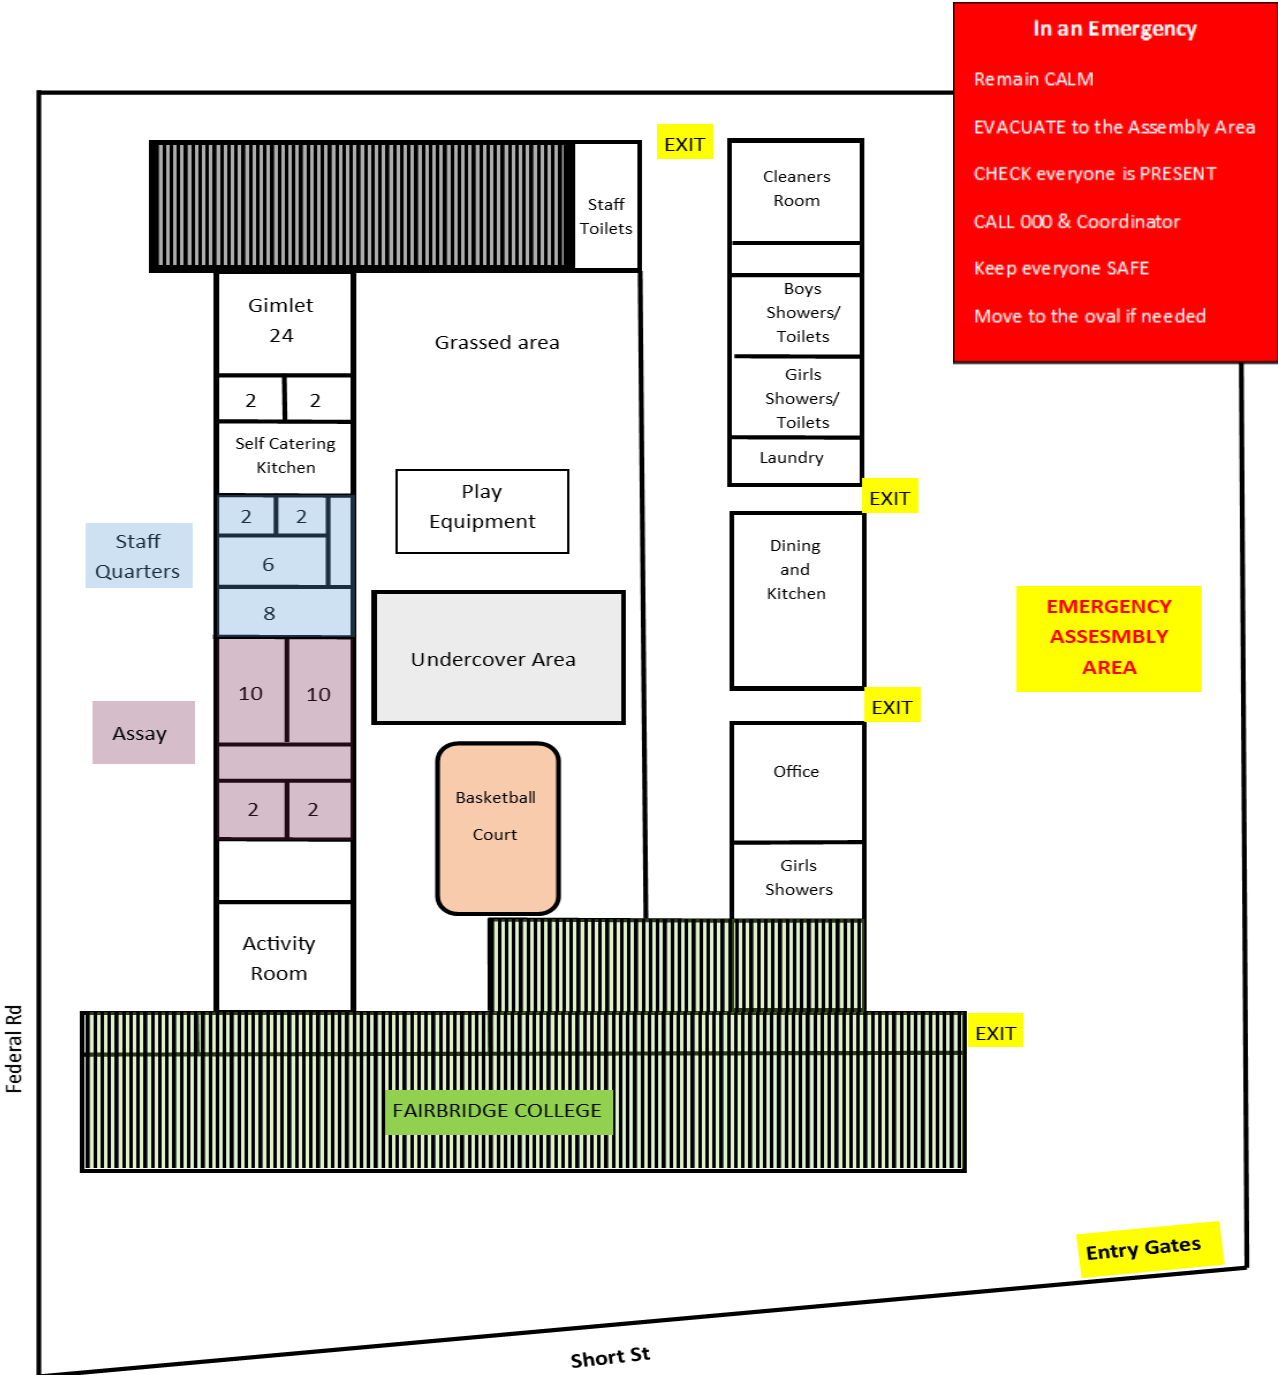 In an Emergency
Remain CALM
EVACUATE to the Assembly Area
CHECK everyone is PRESENT
CALL 000 & Coordinator
Keep everyone SAFE
Move to the oval if needed
EXIT
Staff
Toilets
Cleaners
Room
Gimlet
24
Grassed area
Boys
Showers/
Toilets
Girls
Showers/
Toilets
2
2
Self Catering
Kitchen
Laundry
Play
Equipment
EXIT
Staff
Quarters
2
2
6
8
Dining
and
Kitchen
EMERGENCY
ASSESMBLY
AREA
Undercover Area
10
10
Assay
EXIT
Office
Basketball
Court
2
2
Girls
Showers
Activity
Room
EXIT
Federal Rd
FAIRBRIDGE COLLEGE
Entry Gates
Short St